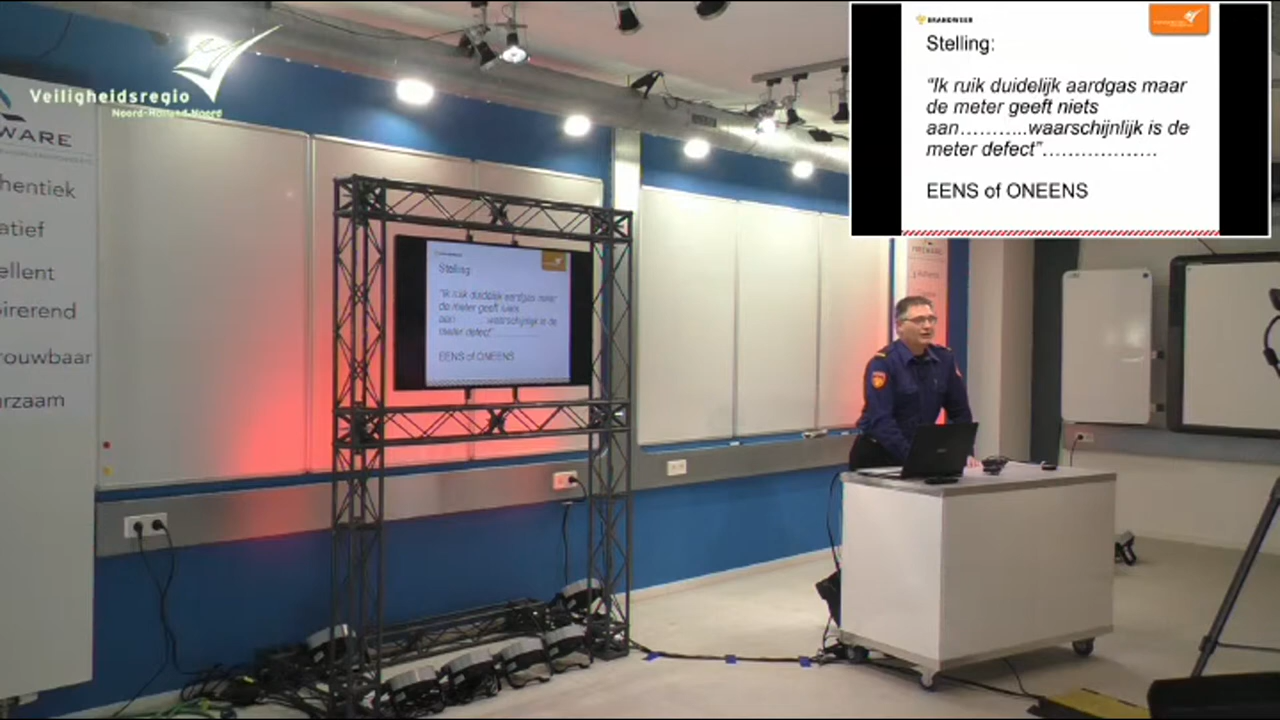 Veiligheidsregio
Noord-Holland Noord
WARE
hentiek
atief
ellent
pirerend
rouwbaar
urzaam
Stelling:
"Ik ruik duidelijk aardgas maar
de meter geeft niets
aan ......... waarschijnlijk is de
meter defect"
EENS of ONEENS
BRANDWEER
Stelling:
“Ik ruik duidelijk aardgas maar
de meter geeft niets
aan………..waarschijnlijk is de
meter defect”………………
EENS of ONEENS